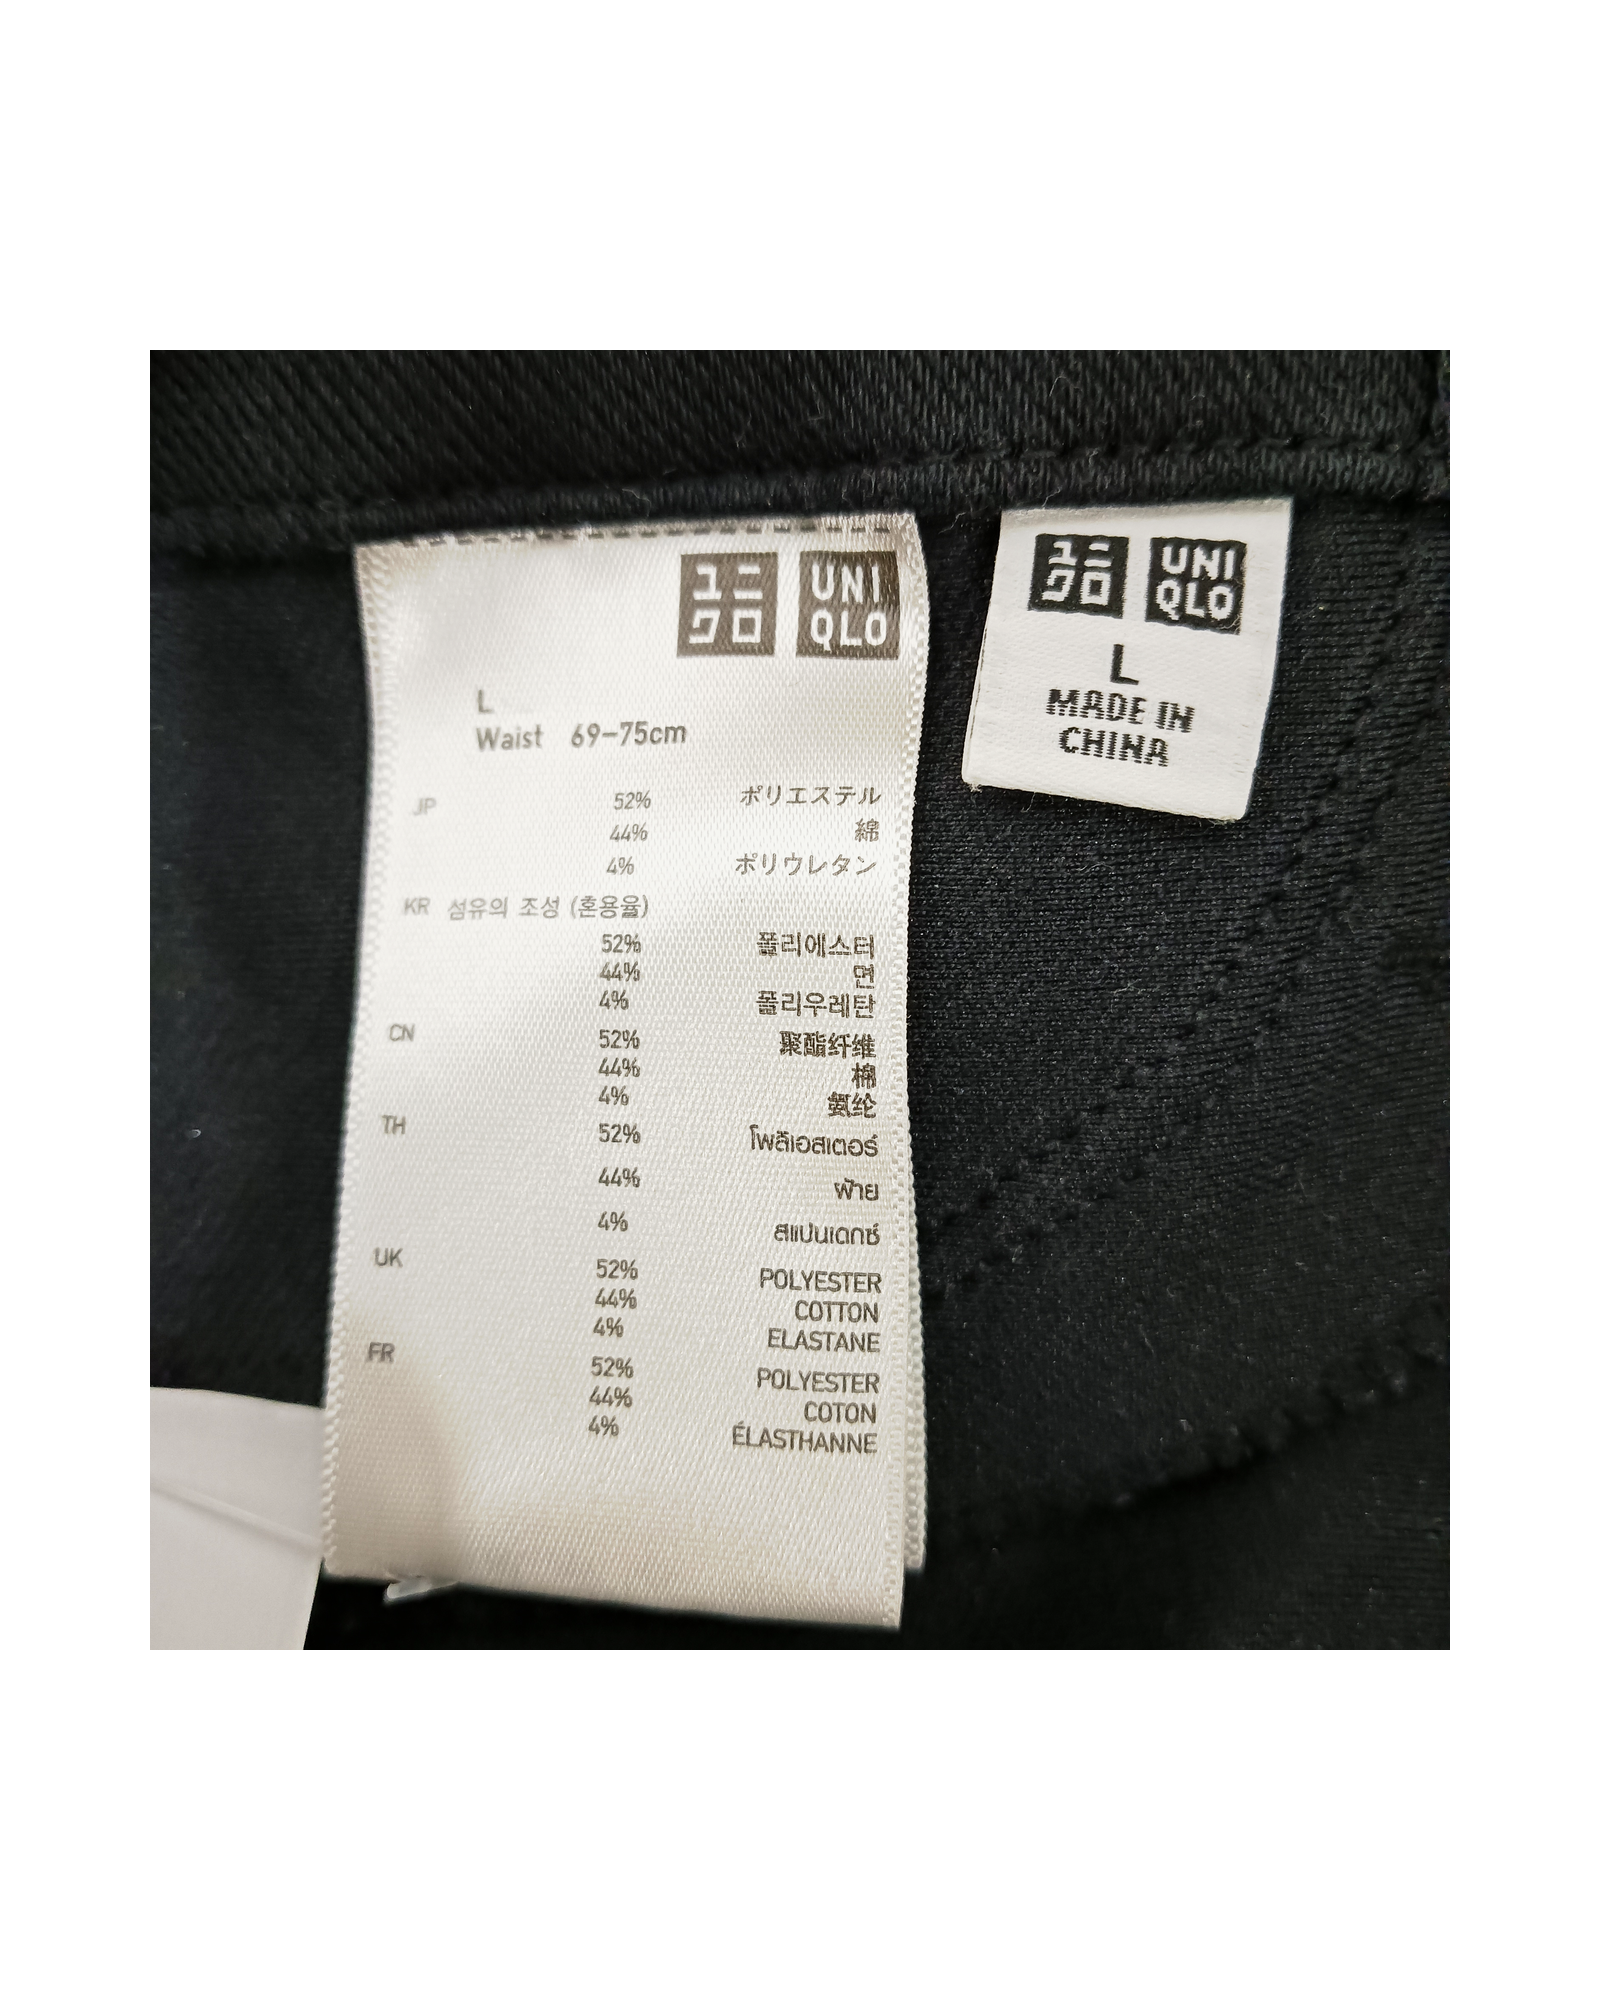 ユニ
クロ
UNI
QLO
L
Waist 69-75cm
JP 52% ポリエステル
44% 綿
4% ポリウレタン
KR 섬유의 조성 (혼용율)
52% 폴리에스터
44% 면
4% 폴리우레탄
CN 52% 聚酯纤维
44% 棉
4% 氨纶
TH 52% โพลีเอสเตอร์
44% ฝ้าย
4% สแปนเดกซ์
UK 52% POLYESTER
44% COTTON
4% ELASTANE
FR 52% POLYESTER
44% COTON
4% ÉLASTHANNE
ユニ
クロ
UNI
QLO
L
MADE IN
CHINA